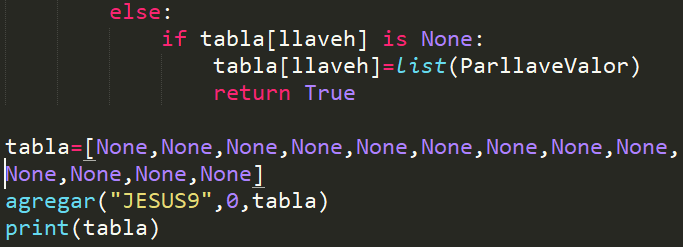 else:
if tabla[llaveh] is None:
tabla[llaveh]=list(ParllaveValor)
return True
tabla=[None,None,None,None,None,None,None,None,None,
None,None,None,None]
agregar("JESUS9",0,tabla)
print(tabla)